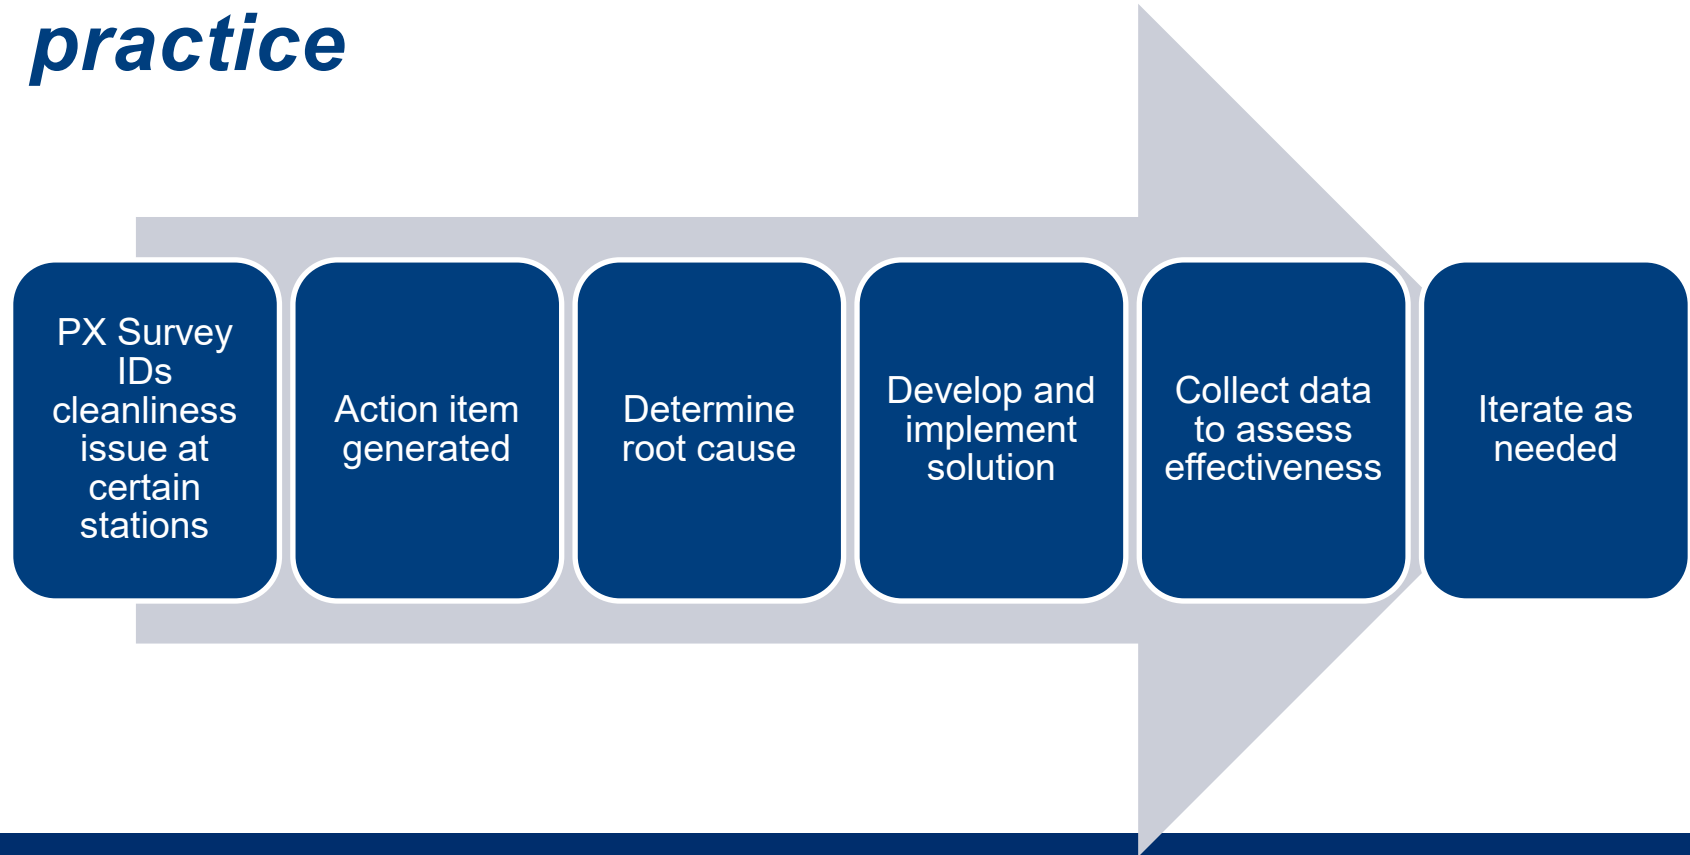 practice
PX Survey
IDs
cleanliness
issue at
certain
stations
Action item
generated
Determine
root cause
Develop and
implement
solution
Collect data
to assess
effectiveness
Iterate as
needed